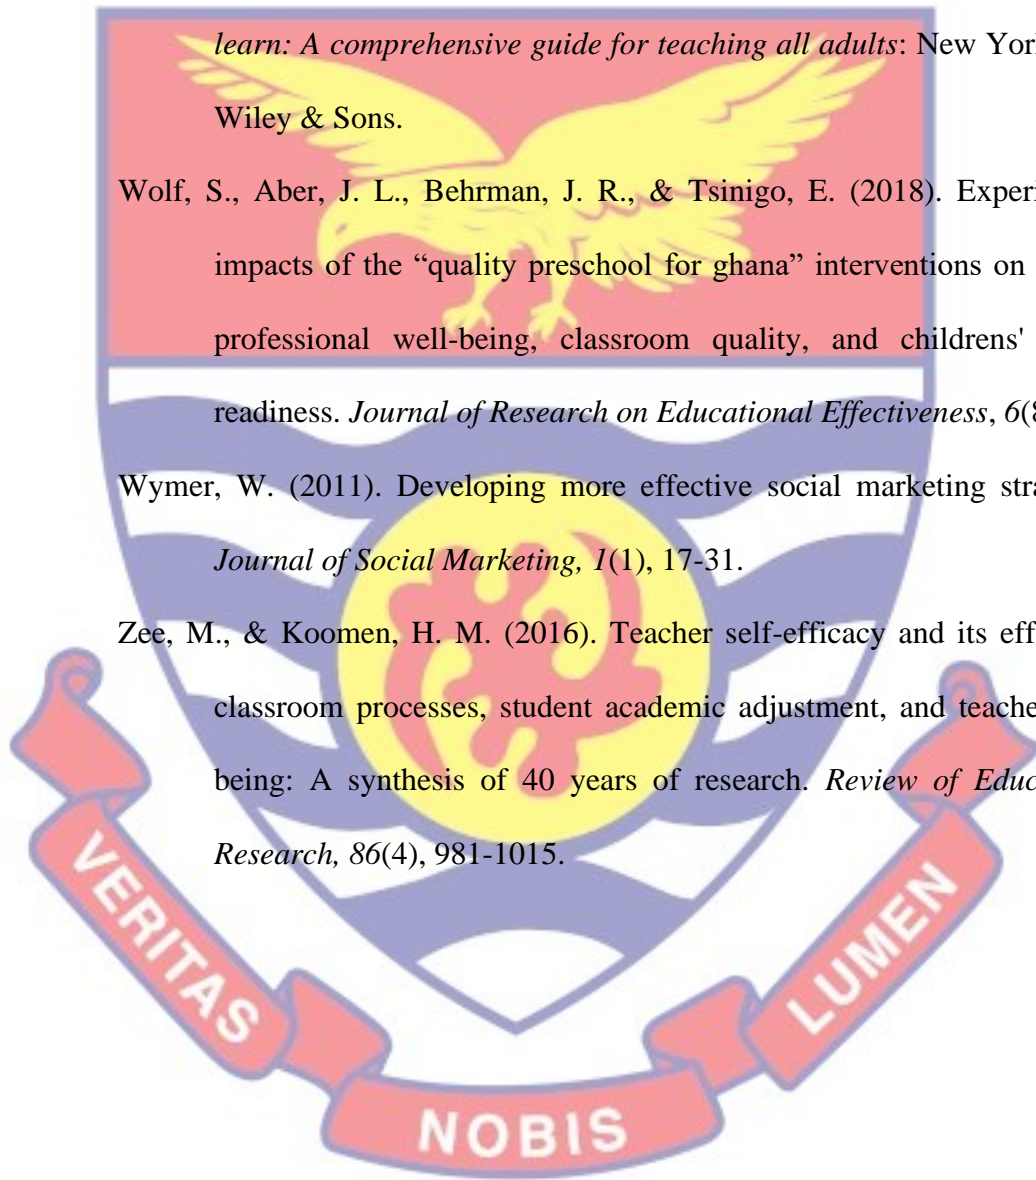 learn: A comprehensive guide for teaching all adults: New York
Wiley & Sons.
Wolf, S., Aber, J. L., Behrman, J. R., & Tsinigo, E. (2018). Experi
impacts of the “quality preschool for ghana” interventions on
professional well-being, classroom quality, and childrens'
readiness. Journal of Research on Educational Effectiveness, 6(8
Wymer, W. (2011). Developing more effective social marketing stra
Journal of Social Marketing, 1(1), 17-31.
Zee, M., & Koomen, H. M. (2016). Teacher self-efficacy and its eff
classroom processes, student academic adjustment, and teache
being: A synthesis of 40 years of research. Review of Educ
Research, 86(4), 981-1015.
VERITAS
NOBIS
LUMEN